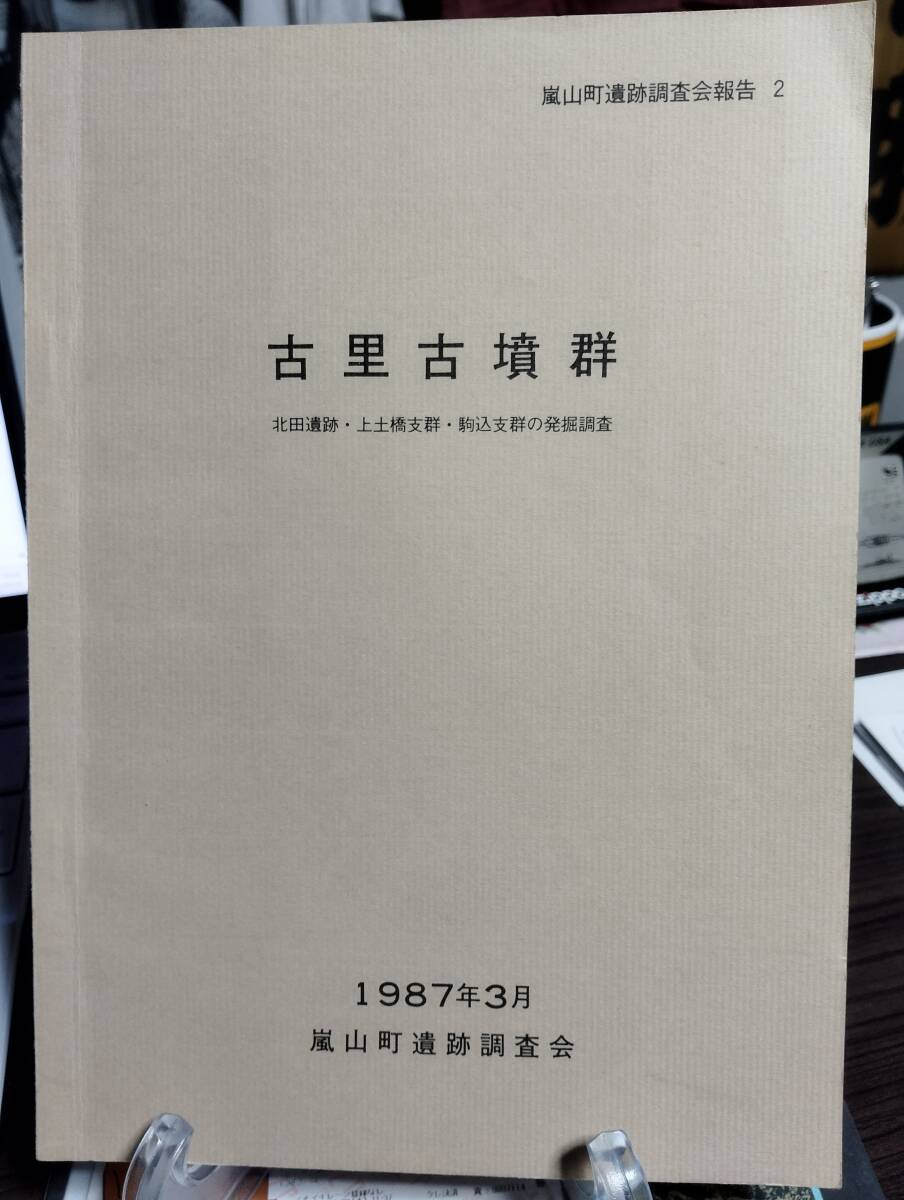 嵐山町遺跡調査会報告 2
古里古墳群
北田遺跡・上土橋支群・駒込支群の発掘調査
1987年3月
嵐山町遺跡調査会